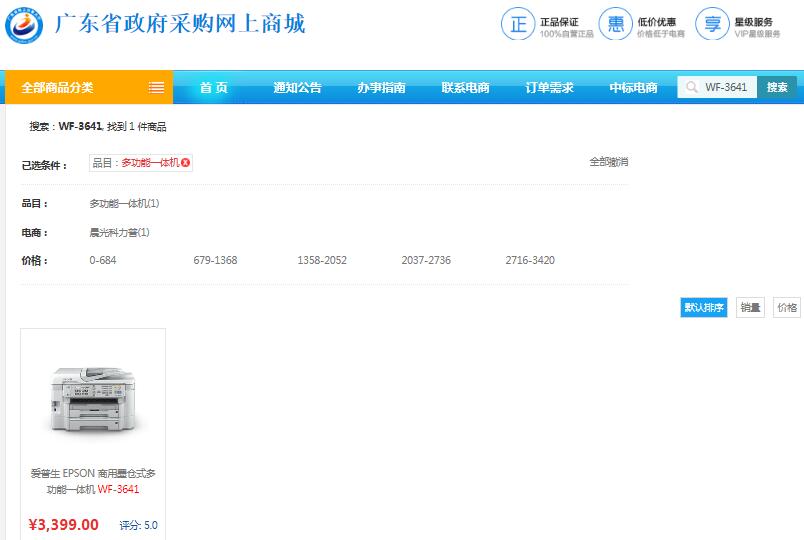 广东省政府采购网上商城
正 正品保证
100%自营正品
惠 低价优惠
价格低于电商
享 星级服务
VIP星级服务
全部商品分类 首 页 通知公告 办事指南 联系电商 订单需求 中标电商 WF-3641 搜索
搜索：WF-3641, 找到 1 件商品
已选条件： 品目：多功能一体机 全部撤消
品目： 多功能一体机(1)
电商： 晨光科力普(1)
价格： 0-684 679-1368 1358-2052 2037-2736 2716-3420
默认排序 销量 价格
爱普生 EPSON 商用墨仓式多
功能一体机 WF-3641
¥3,399.00 评分: 5.0